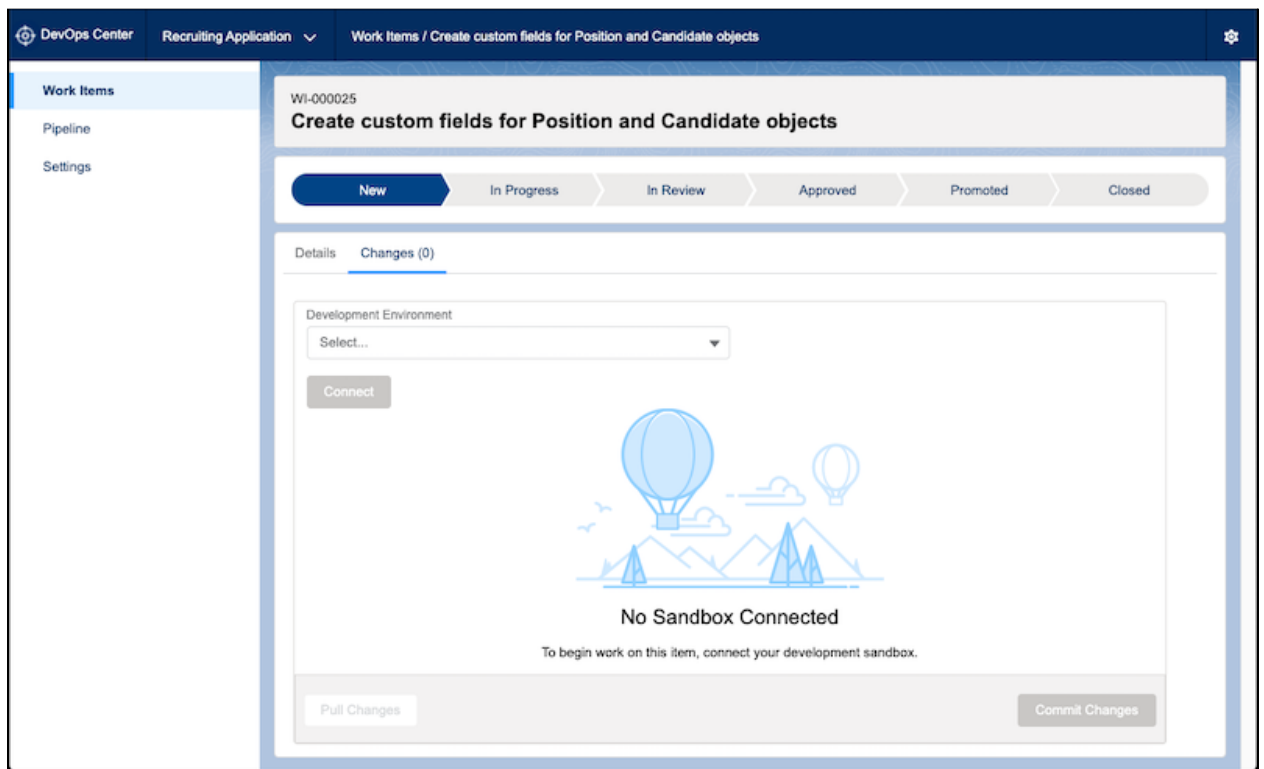 DevOps Center
Recruiting Application
Work Items / Create custom fields for Position and Candidate objects
Work Items
Pipeline
Settings
WI-000025
Create custom fields for Position and Candidate objects
New
In Progress
In Review
Approved
Promoted
Closed
Details
Changes (0)
Development Environment
Select...
Connect
No Sandbox Connected
To begin work on this item, connect your development sandbox.
Pull Changes
Commit Changes